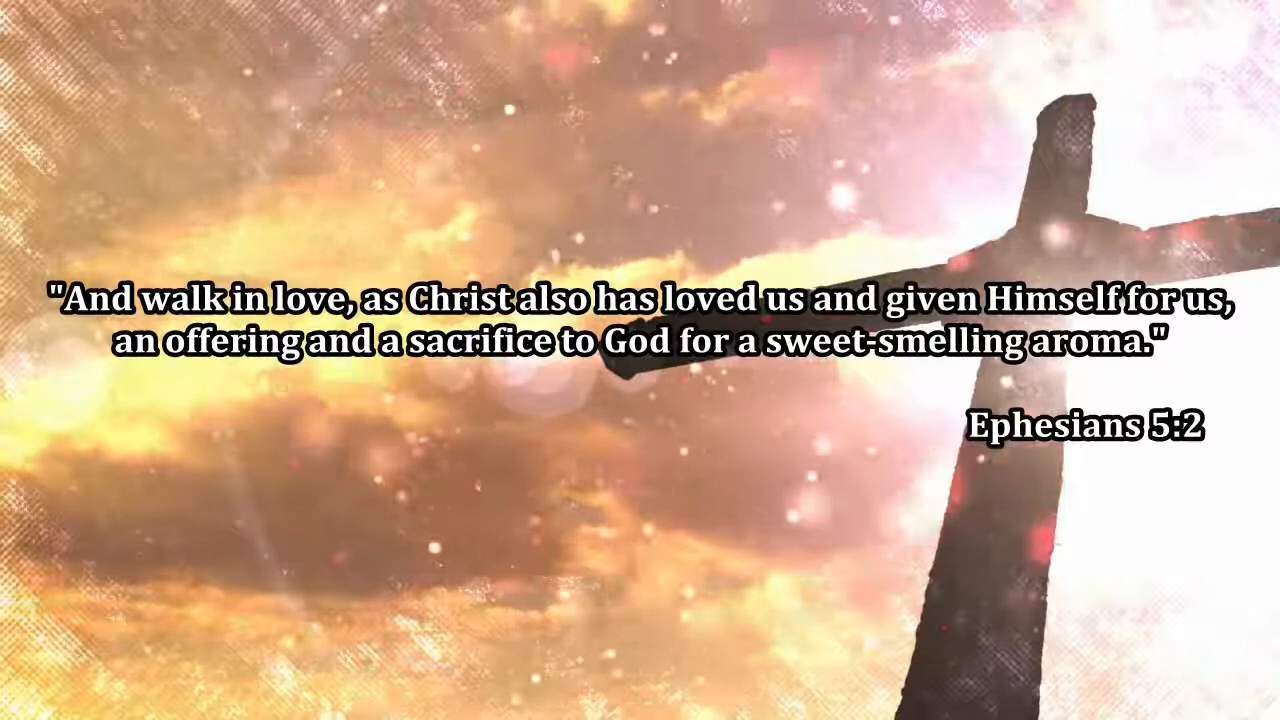 "And walk in love, as Christ also has loved us and given Himself for us,
an offering and a sacrifice to God for a sweet-smelling aroma."
Ephesians 5:2